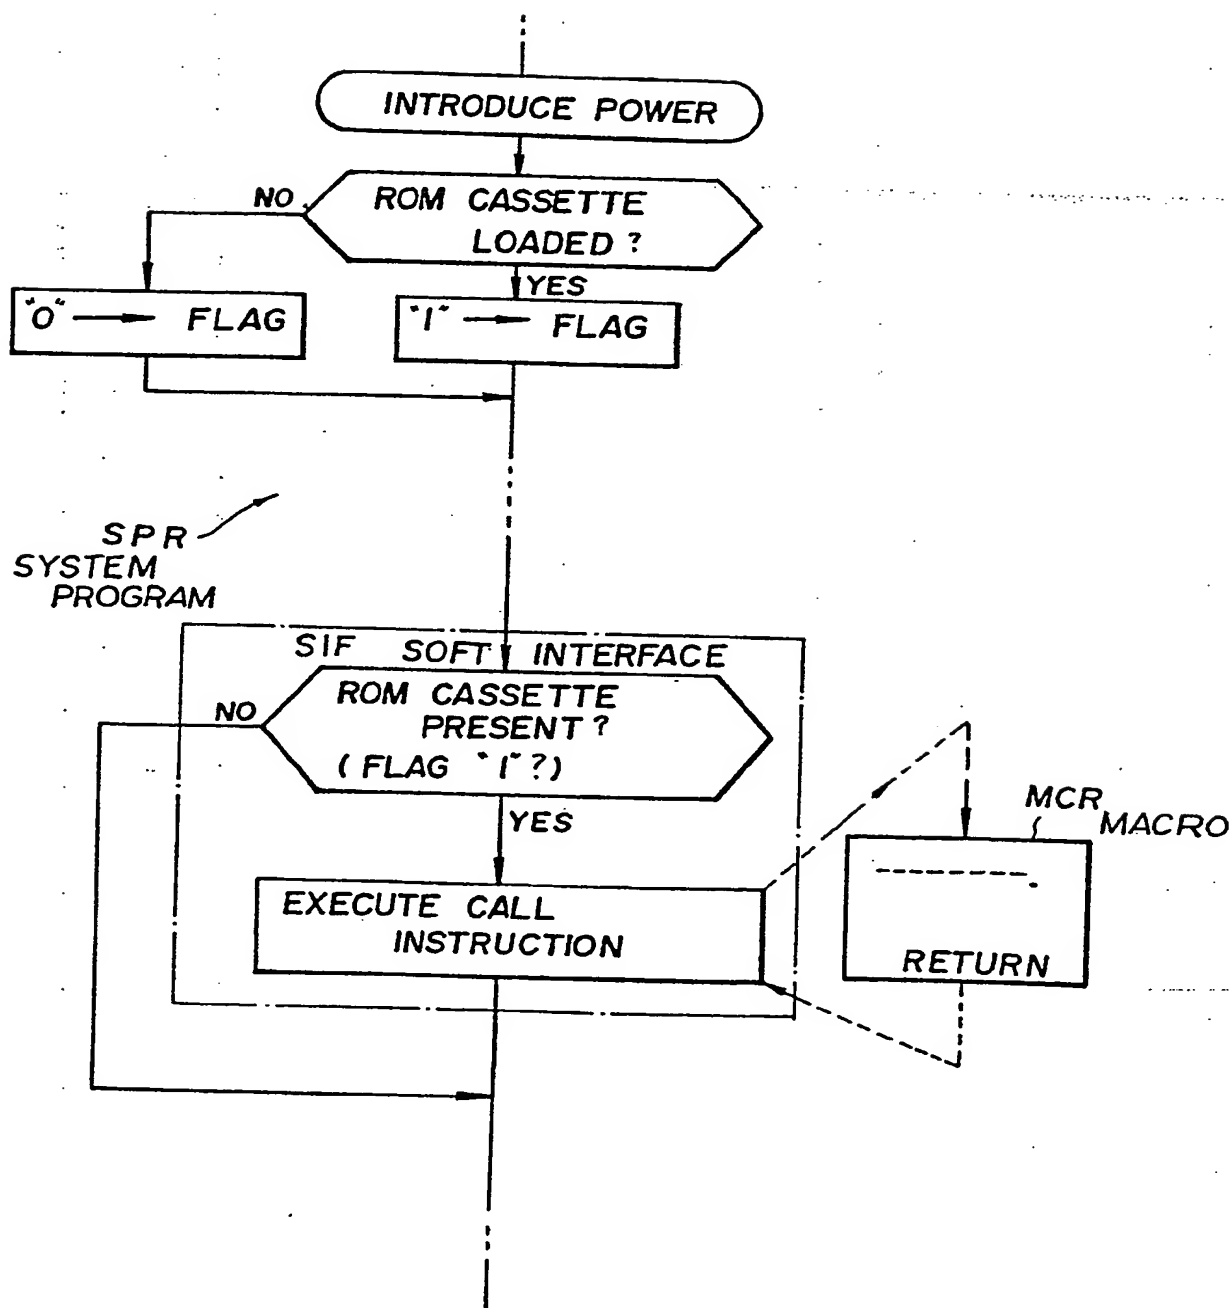 INTRODUCE POWER
NO
ROM CASSETTE
LOADED ?
YES
"0" → FLAG
"1" → FLAG
SPR
SYSTEM
PROGRAM
SIF SOFT INTERFACE
NO
ROM CASSETTE
PRESENT ?
( FLAG "1" ? )
YES
MCR
MACRO
EXECUTE CALL
INSTRUCTION
RETURN